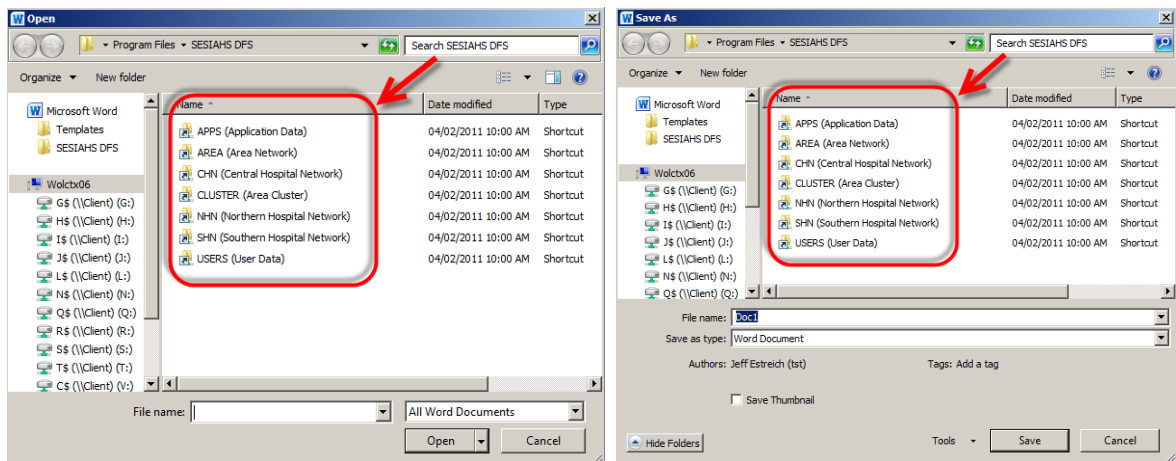 Open
Program Files SESIAHS DFS Search SESIAHS DFS
Organize New folder
Microsoft Word
Templates
SESIAHS DFS
Wolctx06
G$ (\\Client) (G:)
H$ (\\Client) (H:)
I$ (\\Client) (I:)
J$ (\\Client) (J:)
L$ (\\Client) (L:)
N$ (\\Client) (N:)
Q$ (\\Client) (Q:)
R$ (\\Client) (R:)
S$ (\\Client) (S:)
T$ (\\Client) (T:)
C$ (\\Client) (V:)
Name Date modified Type
APPS (Application Data) 04/02/2011 10:00 AM Shortcut
AREA (Area Network) 04/02/2011 10:00 AM Shortcut
CHN (Central Hospital Network) 04/02/2011 10:00 AM Shortcut
CLUSTER (Area Cluster) 04/02/2011 10:00 AM Shortcut
NHN (Northern Hospital Network) 04/02/2011 10:00 AM Shortcut
SHN (Southern Hospital Network) 04/02/2011 10:00 AM Shortcut
USERS (User Data) 04/02/2011 10:00 AM Shortcut
File name: All Word Documents
Open Cancel
Save As
Program Files SESIAHS DFS Search SESIAHS DFS
Organize New folder
Microsoft Word
Templates
SESIAHS DFS
Wolctx06
G$ (\\Client) (G:)
H$ (\\Client) (H:)
I$ (\\Client) (I:)
J$ (\\Client) (J:)
L$ (\\Client) (L:)
N$ (\\Client) (N:)
Q$ (\\Client) (Q:)
Name Date modified Type
APPS (Application Data) 04/02/2011 10:00 AM Shortcut
AREA (Area Network) 04/02/2011 10:00 AM Shortcut
CHN (Central Hospital Network) 04/02/2011 10:00 AM Shortcut
CLUSTER (Area Cluster) 04/02/2011 10:00 AM Shortcut
NHN (Northern Hospital Network) 04/02/2011 10:00 AM Shortcut
SHN (Southern Hospital Network) 04/02/2011 10:00 AM Shortcut
USERS (User Data) 04/02/2011 10:00 AM Shortcut
File name: Doc1
Save as type: Word Document
Authors: Jeff Estreich (tst) Tags: Add a tag
Save Thumbnail
Hide Folders Tools Save Cancel